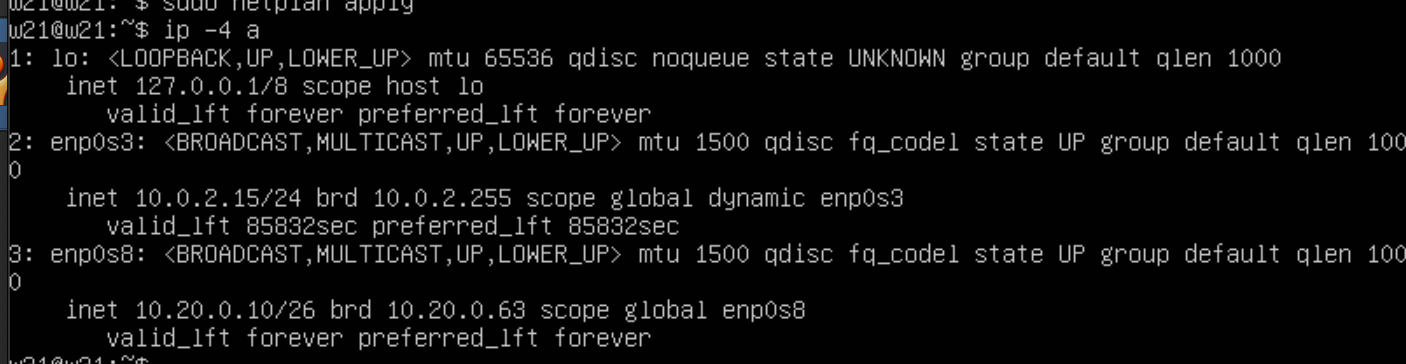 w21@w21:~$ sudo netplan apply
w21@w21:~$ ip -4 a
1: lo: <LOOPBACK,UP,LOWER_UP> mtu 65536 qdisc noqueue state UNKNOWN group default qlen 1000
    inet 127.0.0.1/8 scope host lo
       valid_lft forever preferred_lft forever
2: enp0s3: <BROADCAST,MULTICAST,UP,LOWER_UP> mtu 1500 qdisc fq_codel state UP group default qlen 100
0
    inet 10.0.2.15/24 brd 10.0.2.255 scope global dynamic enp0s3
       valid_lft 85832sec preferred_lft 85832sec
3: enp0s8: <BROADCAST,MULTICAST,UP,LOWER_UP> mtu 1500 qdisc fq_codel state UP group default qlen 100
0
    inet 10.20.0.10/26 brd 10.20.0.63 scope global enp0s8
       valid_lft forever preferred_lft forever
w21@w21:~$